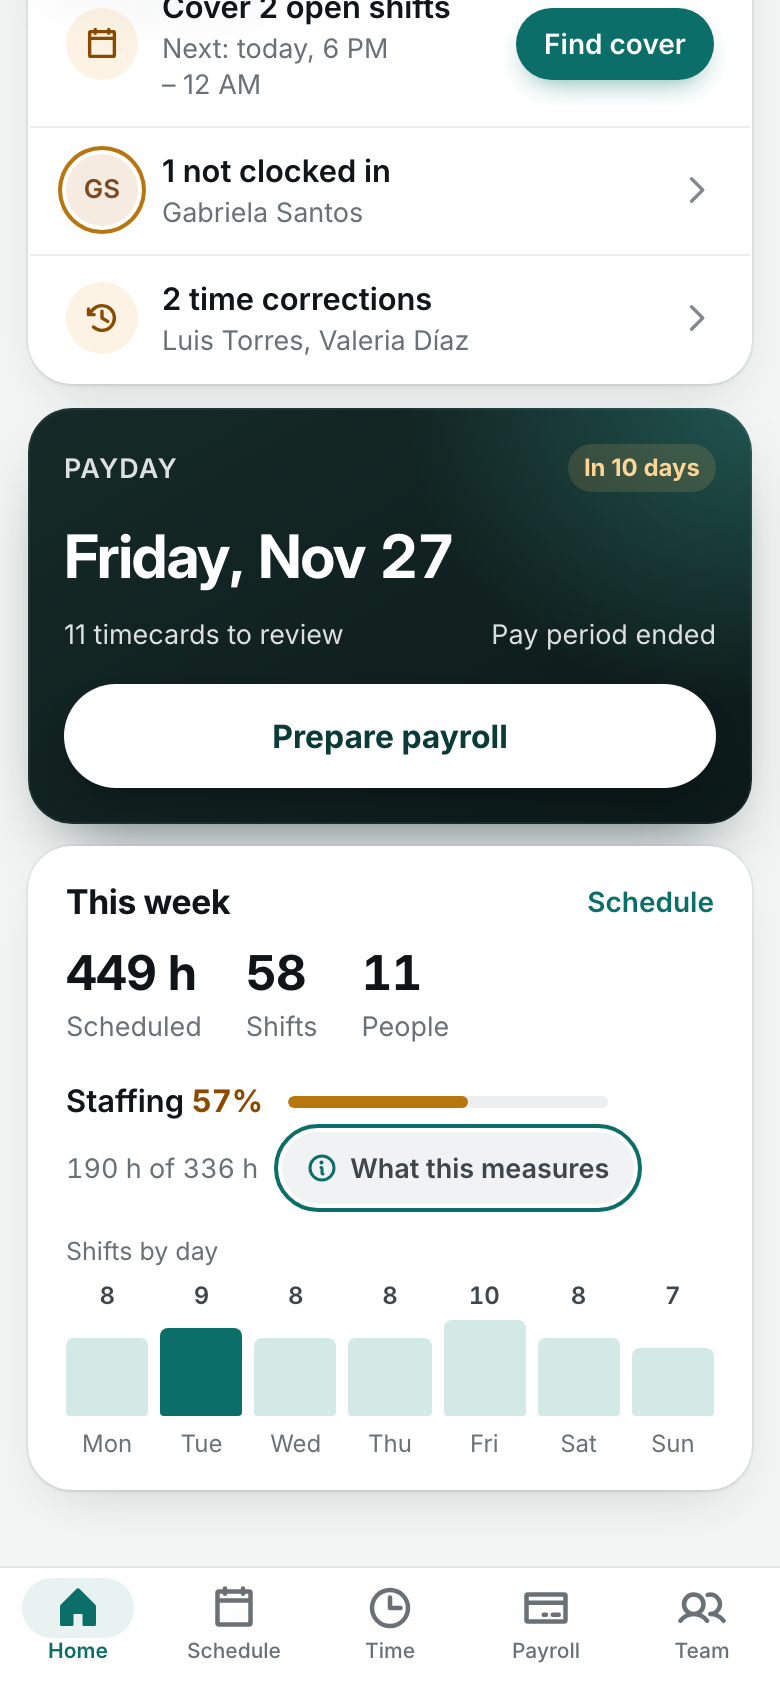 Cover 2 open shifts
Next: today, 6 PM
– 12 AM
Find cover
GS
1 not clocked in
Gabriela Santos
2 time corrections
Luis Torres, Valeria Díaz
PAYDAY
In 10 days
Friday, Nov 27
11 timecards to review
Pay period ended
Prepare payroll
This week
Schedule
449 h
58
11
Scheduled
Shifts
People
Staffing 57%
190 h of 336 h
What this measures
Shifts by day
8
9
8
8
10
8
7
Mon
Tue
Wed
Thu
Fri
Sat
Sun
Home
Schedule
Time
Payroll
Team